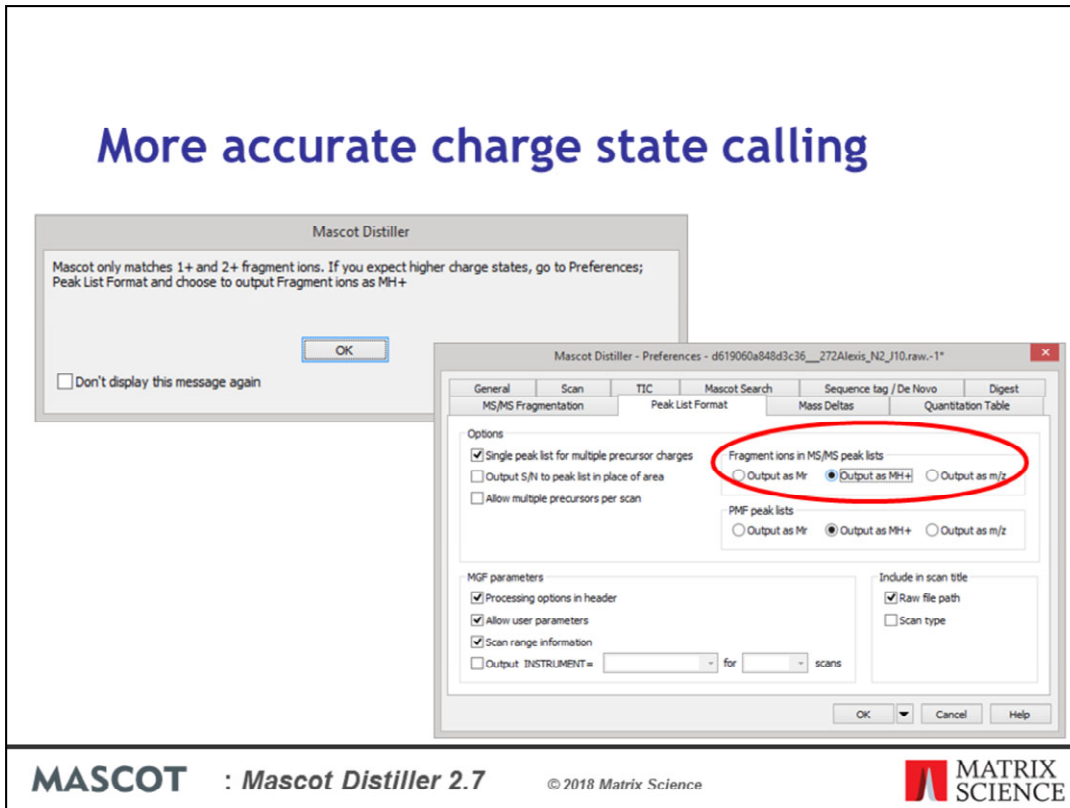 More accurate charge state calling
Mascot Distiller
Mascot only matches 1+ and 2+ fragment ions. If you expect higher charge states, go to Preferences;
Peak List Format and choose to output Fragment ions as MH+
OK
Don't display this message again
Mascot Distiller - Preferences - d619060a848d3c36__272Alexis_N2_J10.raw.-1*
General Scan TIC Mascot Search Sequence tag / De Novo Digest
MS/MS Fragmentation Peak List Format Mass Deltas Quantitation Table
Options
Single peak list for multiple precursor charges
Output S/N to peak list in place of area
Allow multiple precursors per scan
Fragment ions in MS/MS peak lists
Output as Mr Output as MH+ Output as m/z
PMF peak lists
Output as Mr Output as MH+ Output as m/z
MGF parameters
Processing options in header
Allow user parameters
Scan range information
Output INSTRUMENT= for scans
Include in scan title
Raw file path
Scan type
OK Cancel Help
MASCOT : Mascot Distiller 2.7 © 2018 Matrix Science
MATRIX
SCIENCE